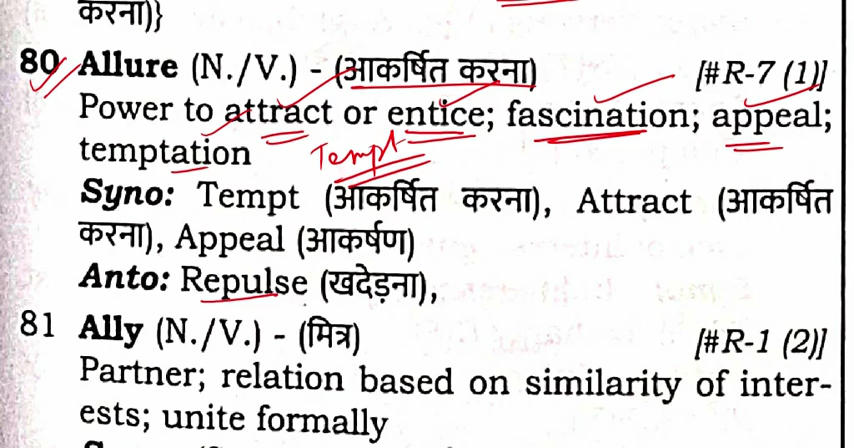 करना)}
80 Allure (N./V.) - (आकर्षित करना) [#R-7 (1)]
Power to attract or entice; fascination; appeal;
temptation Tempt
Syno: Tempt (आकर्षित करना), Attract (आकर्षित
करना), Appeal (आकर्षण)
Anto: Repulse (खदेड़ना),
81 Ally (N./V.) - (मित्र) [#R-1 (2)]
Partner; relation based on similarity of inter-
ests; unite formally